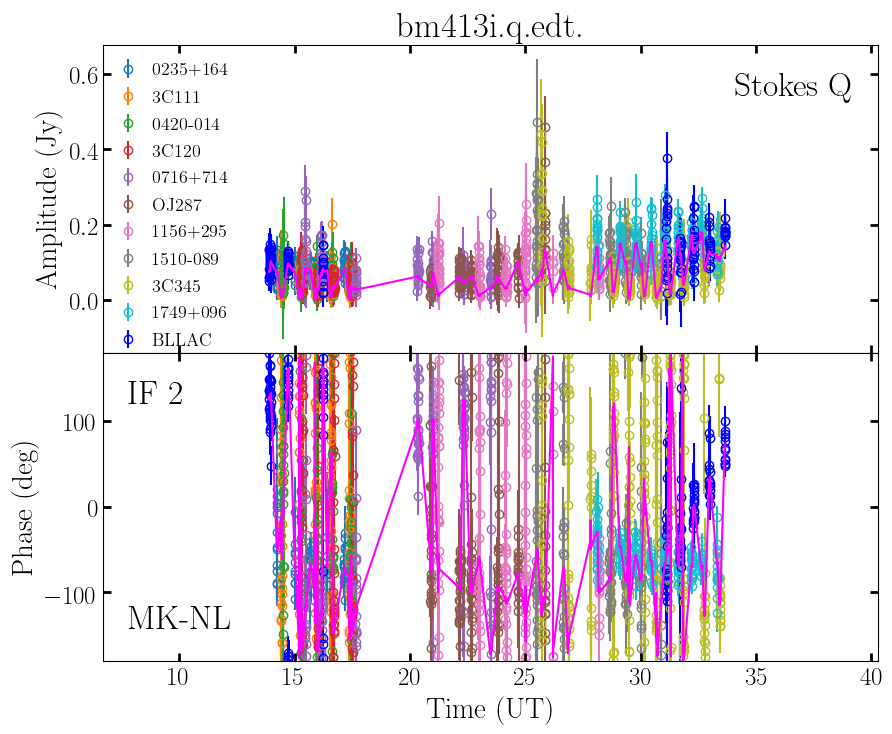 bm413i.q.edt.
Stokes Q
0.6
0.4
0.2
0.0
Amplitude (Jy)
0235+164
3C111
0420-014
3C120
0716+714
OJ287
1156+295
1510-089
3C345
1749+096
BLLAC
IF 2
MK-NL
100
0
−100
Phase (deg)
10 15 20 25 30 35 40
Time (UT)